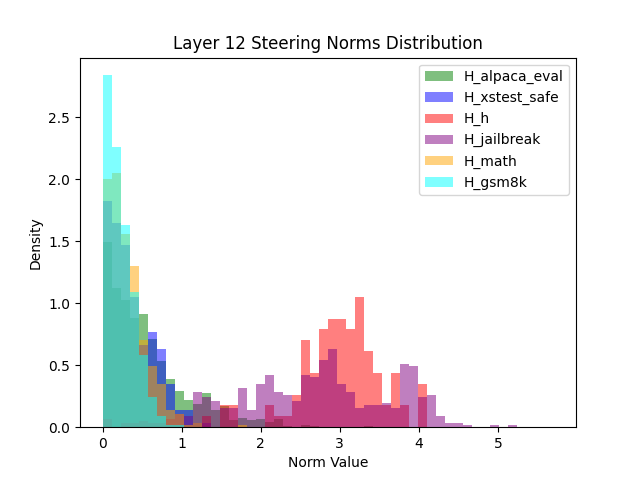 Layer 12 Steering Norms Distribution
H_alpaca_eval
H_xstest_safe
H_h
H_jailbreak
H_math
H_gsm8k
2.5
2.0
1.5
1.0
0.5
0.0
Density
0 1 2 3 4 5
Norm Value